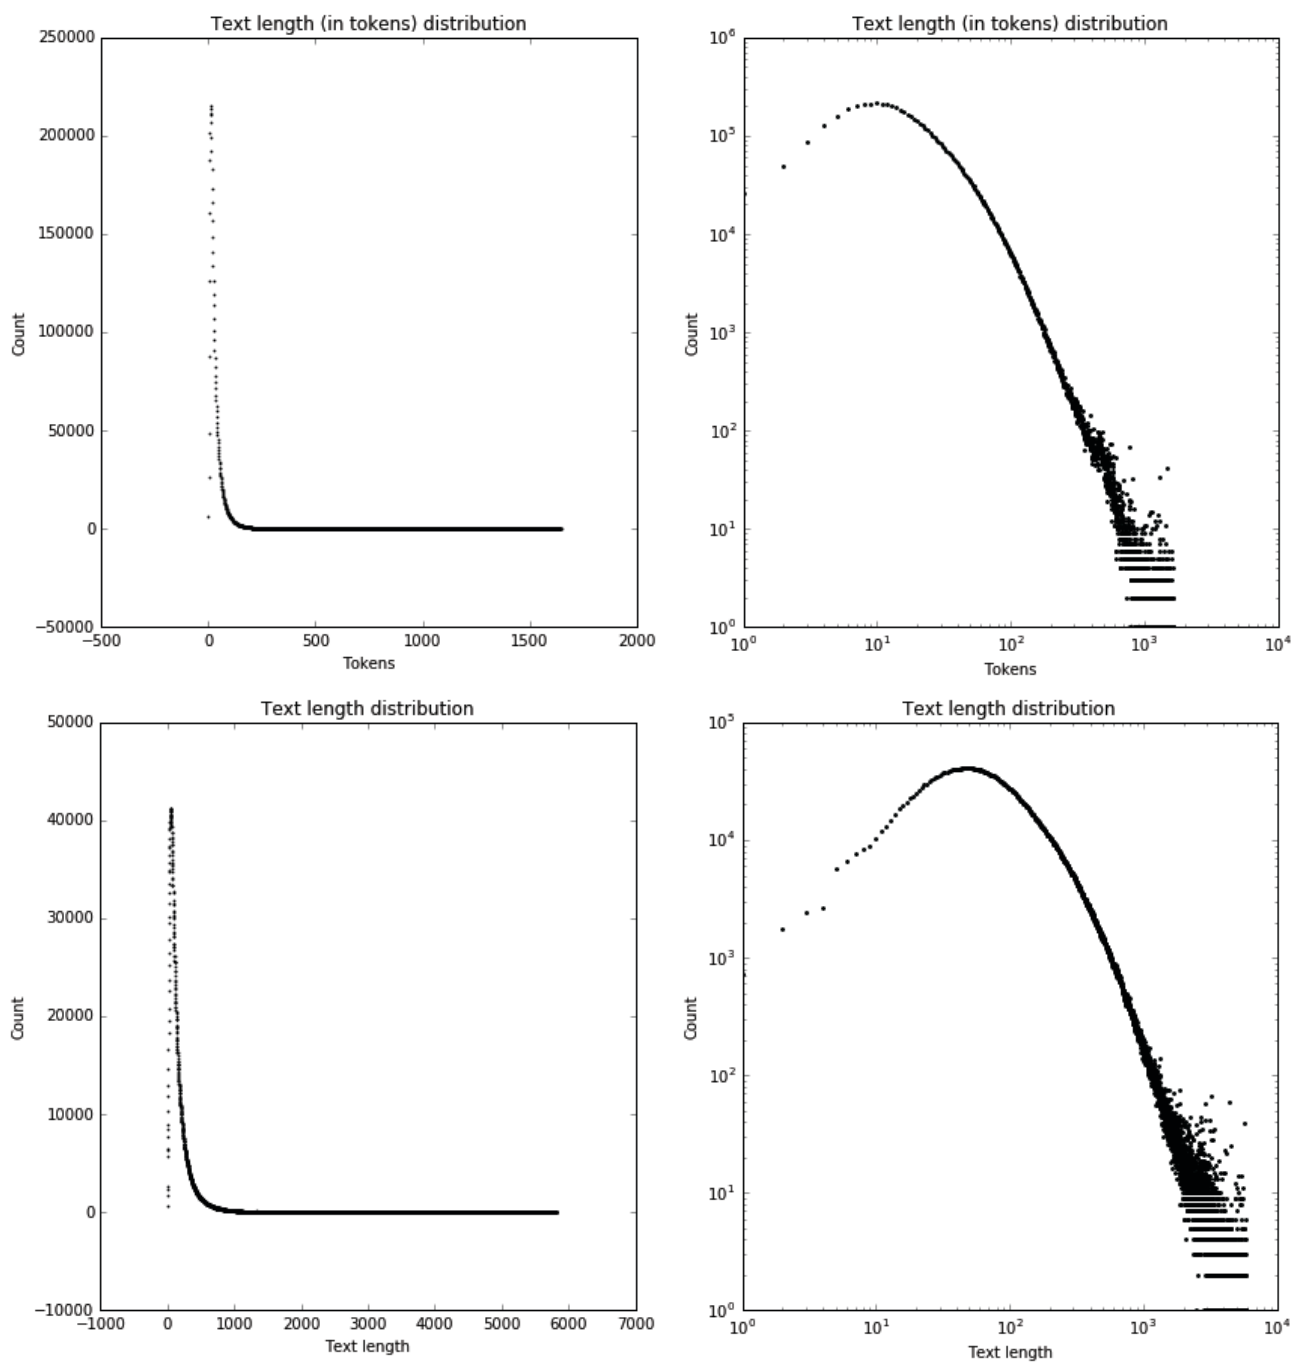 Text length (in tokens) distribution
250000
200000
150000
100000
50000
0
−50000
Count
−500 0 500 1000 1500 2000
Tokens
Text length (in tokens) distribution
10^6
10^5
10^4
10^3
10^2
10^1
10^0
Count
10^0 10^1 10^2 10^3 10^4
Tokens
Text length distribution
50000
40000
30000
20000
10000
0
−10000
Count
−1000 0 1000 2000 3000 4000 5000 6000 7000
Text length
Text length distribution
10^5
10^4
10^3
10^2
10^1
10^0
Count
10^0 10^1 10^2 10^3 10^4
Text length